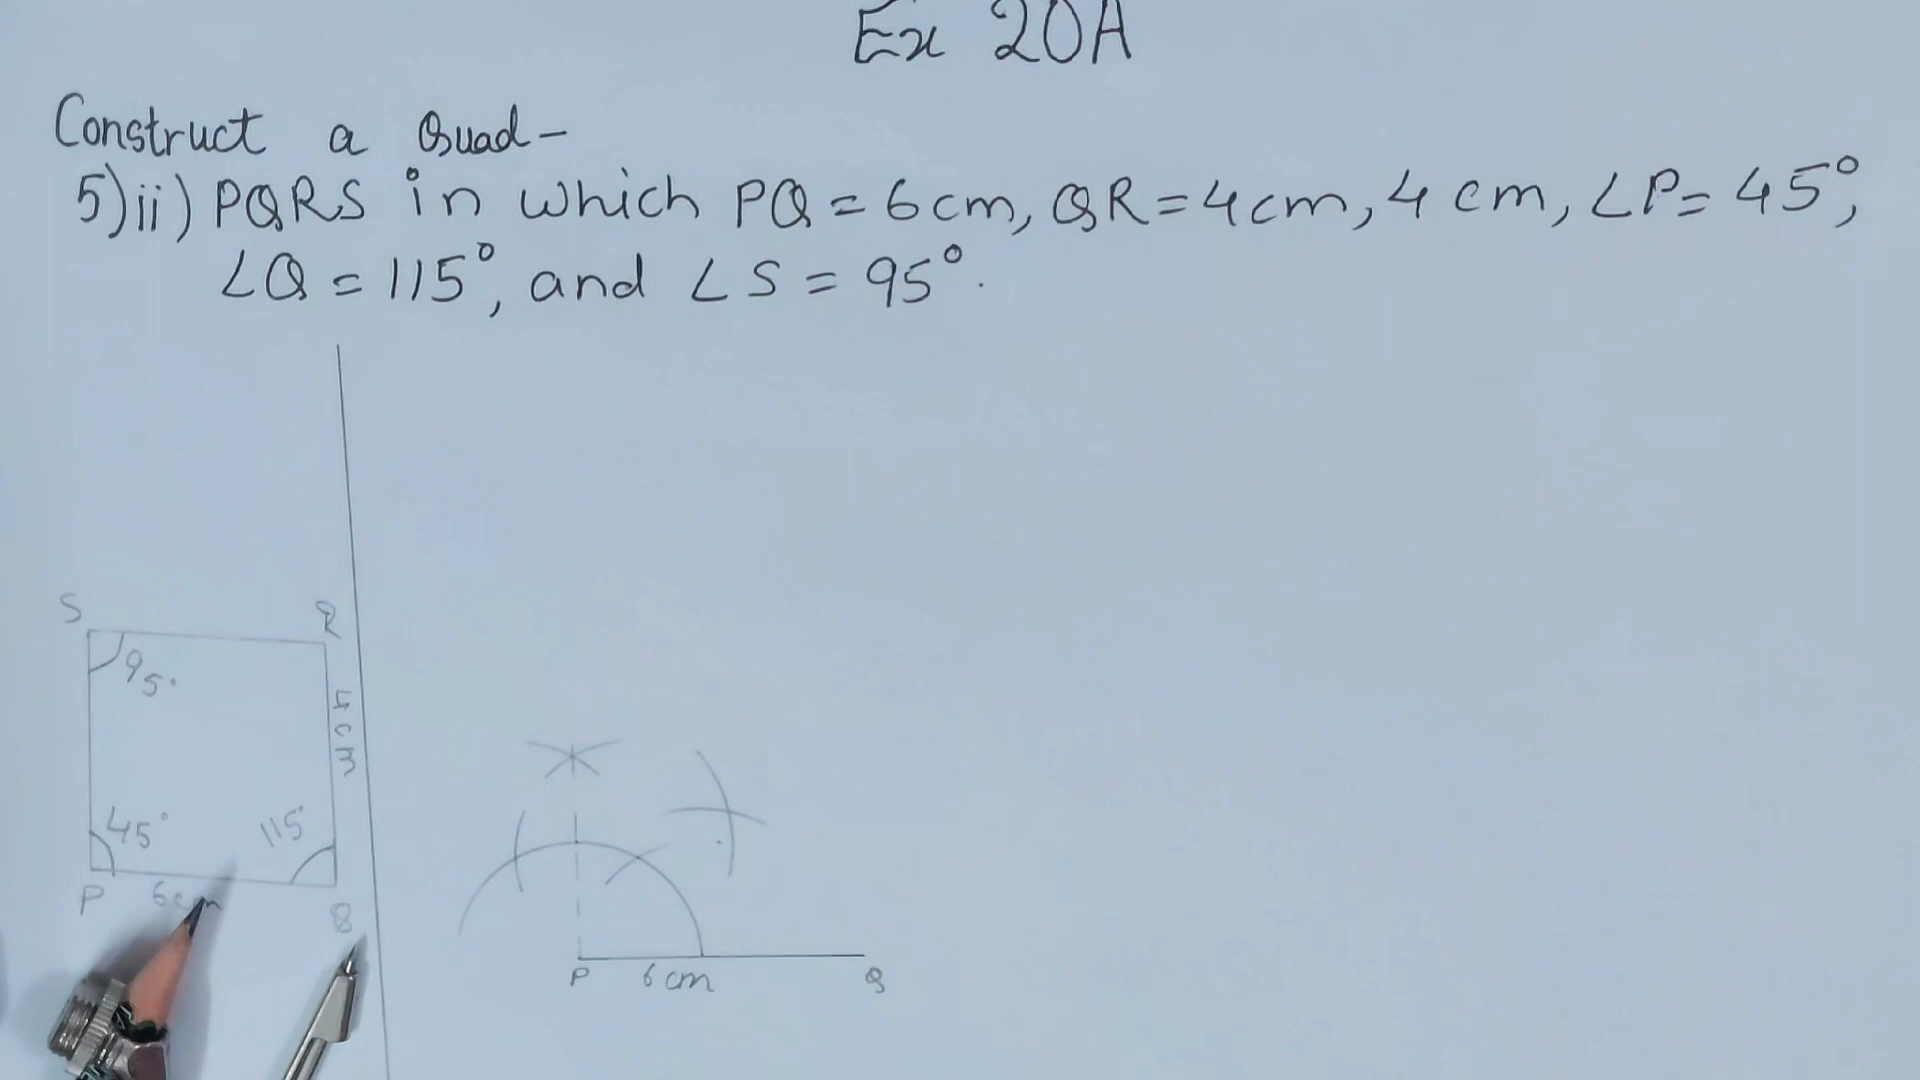 Ex 20A
Construct a Quad-
5)ii) PQRS in which PQ = 6cm, QR = 4cm, 4 cm, ∠P = 45°,
∠Q = 115°, and ∠S = 95°.
S R
95°
4cm
45° 115°
P 6cm Q
P 6cm Q